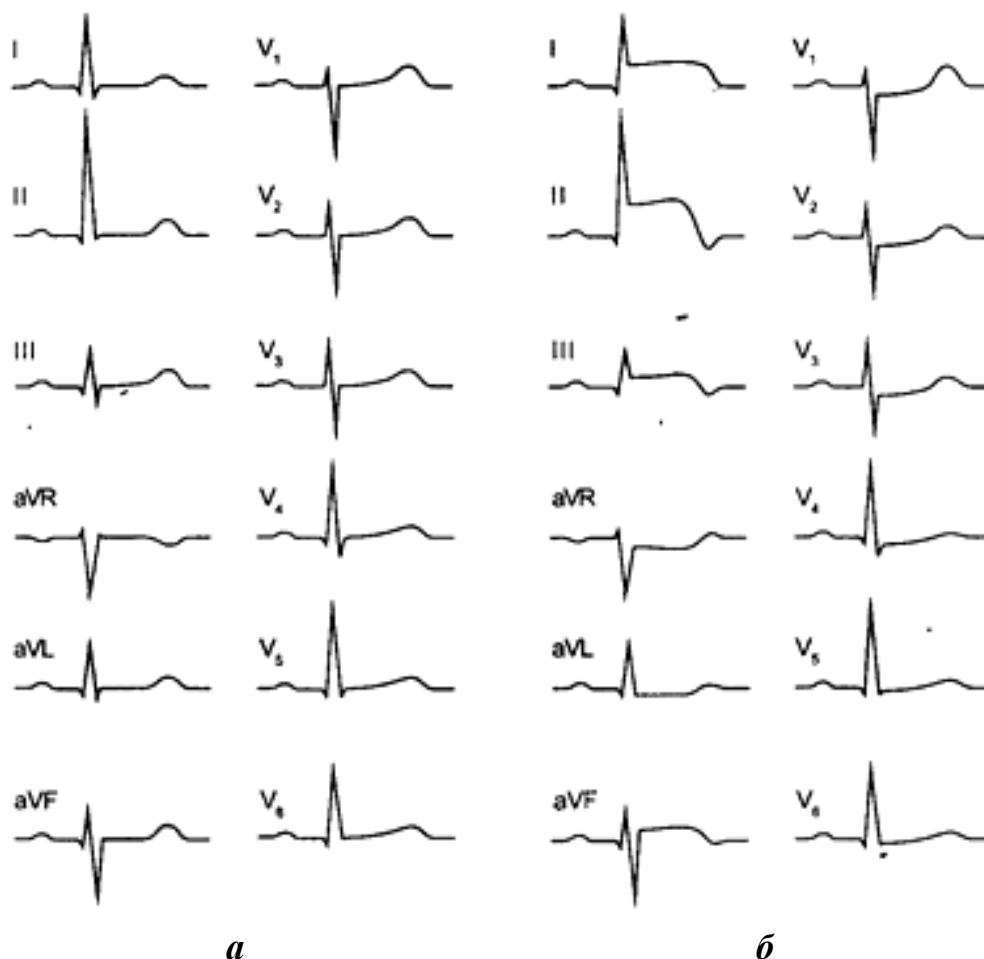 I V₁ I V₁
II V₂ II V₂
III V₃ III V₃
aVR V₄ aVR V₄
aVL V₅ aVL V₅
aVF V₆ aVF V₆
а б